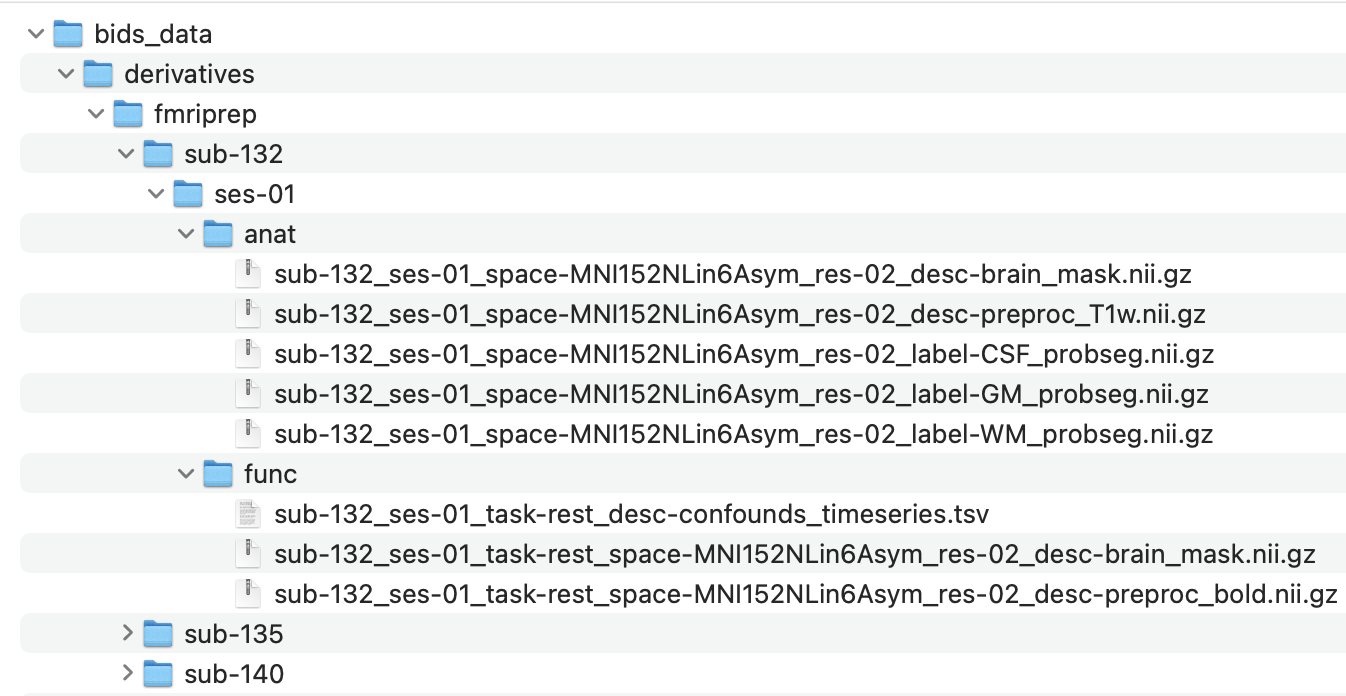 bids_data
derivatives
fmriprep
sub-132
ses-01
anat
sub-132_ses-01_space-MNI152NLin6Asym_res-02_desc-brain_mask.nii.gz
sub-132_ses-01_space-MNI152NLin6Asym_res-02_desc-preproc_T1w.nii.gz
sub-132_ses-01_space-MNI152NLin6Asym_res-02_label-CSF_probseg.nii.gz
sub-132_ses-01_space-MNI152NLin6Asym_res-02_label-GM_probseg.nii.gz
sub-132_ses-01_space-MNI152NLin6Asym_res-02_label-WM_probseg.nii.gz
func
sub-132_ses-01_task-rest_desc-confounds_timeseries.tsv
sub-132_ses-01_task-rest_space-MNI152NLin6Asym_res-02_desc-brain_mask.nii.gz
sub-132_ses-01_task-rest_space-MNI152NLin6Asym_res-02_desc-preproc_bold.nii.gz
sub-135
sub-140